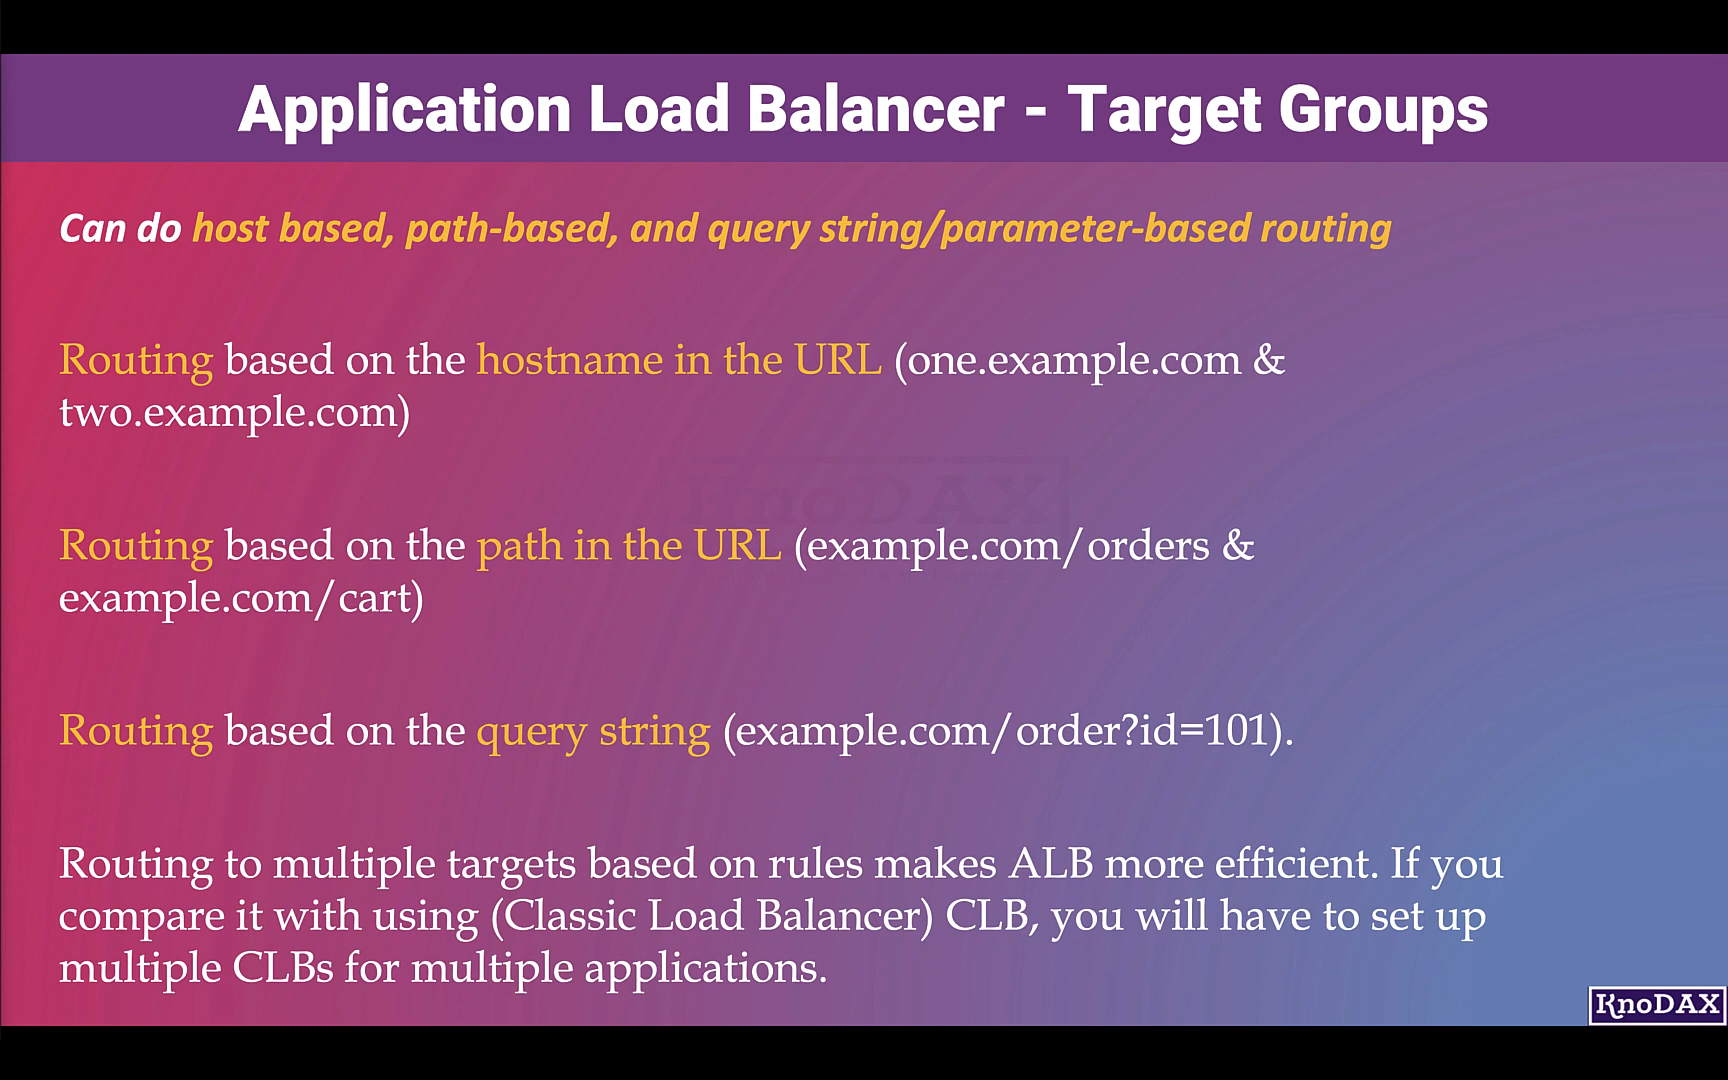 Application Load Balancer - Target Groups
Can do host based, path-based, and query string/parameter-based routing
Routing based on the hostname in the URL (one.example.com &
two.example.com)
KnoDAX
Routing based on the path in the URL (example.com/orders &
example.com/cart)
Routing based on the query string (example.com/order?id=101).
Routing to multiple targets based on rules makes ALB more efficient. If you
compare it with using (Classic Load Balancer) CLB, you will have to set up
multiple CLBs for multiple applications.
KnoDAX